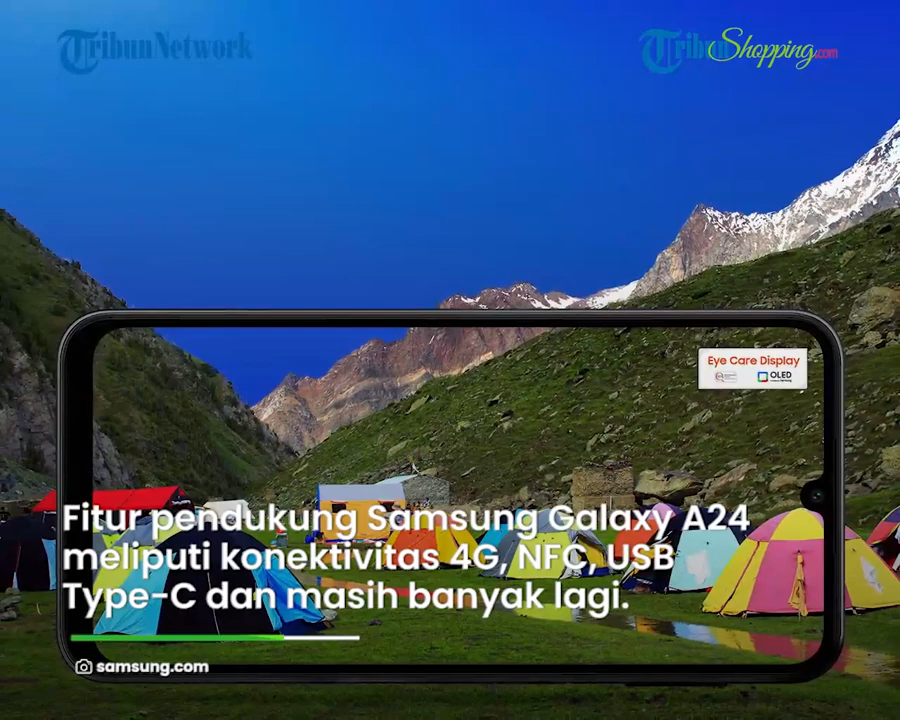 TribunNetwork
TribunShopping.com
Eye Care Display
OLED
Fitur pendukung Samsung Galaxy A24
meliputi konektivitas 4G, NFC, USB
Type-C dan masih banyak lagi.
samsung.com